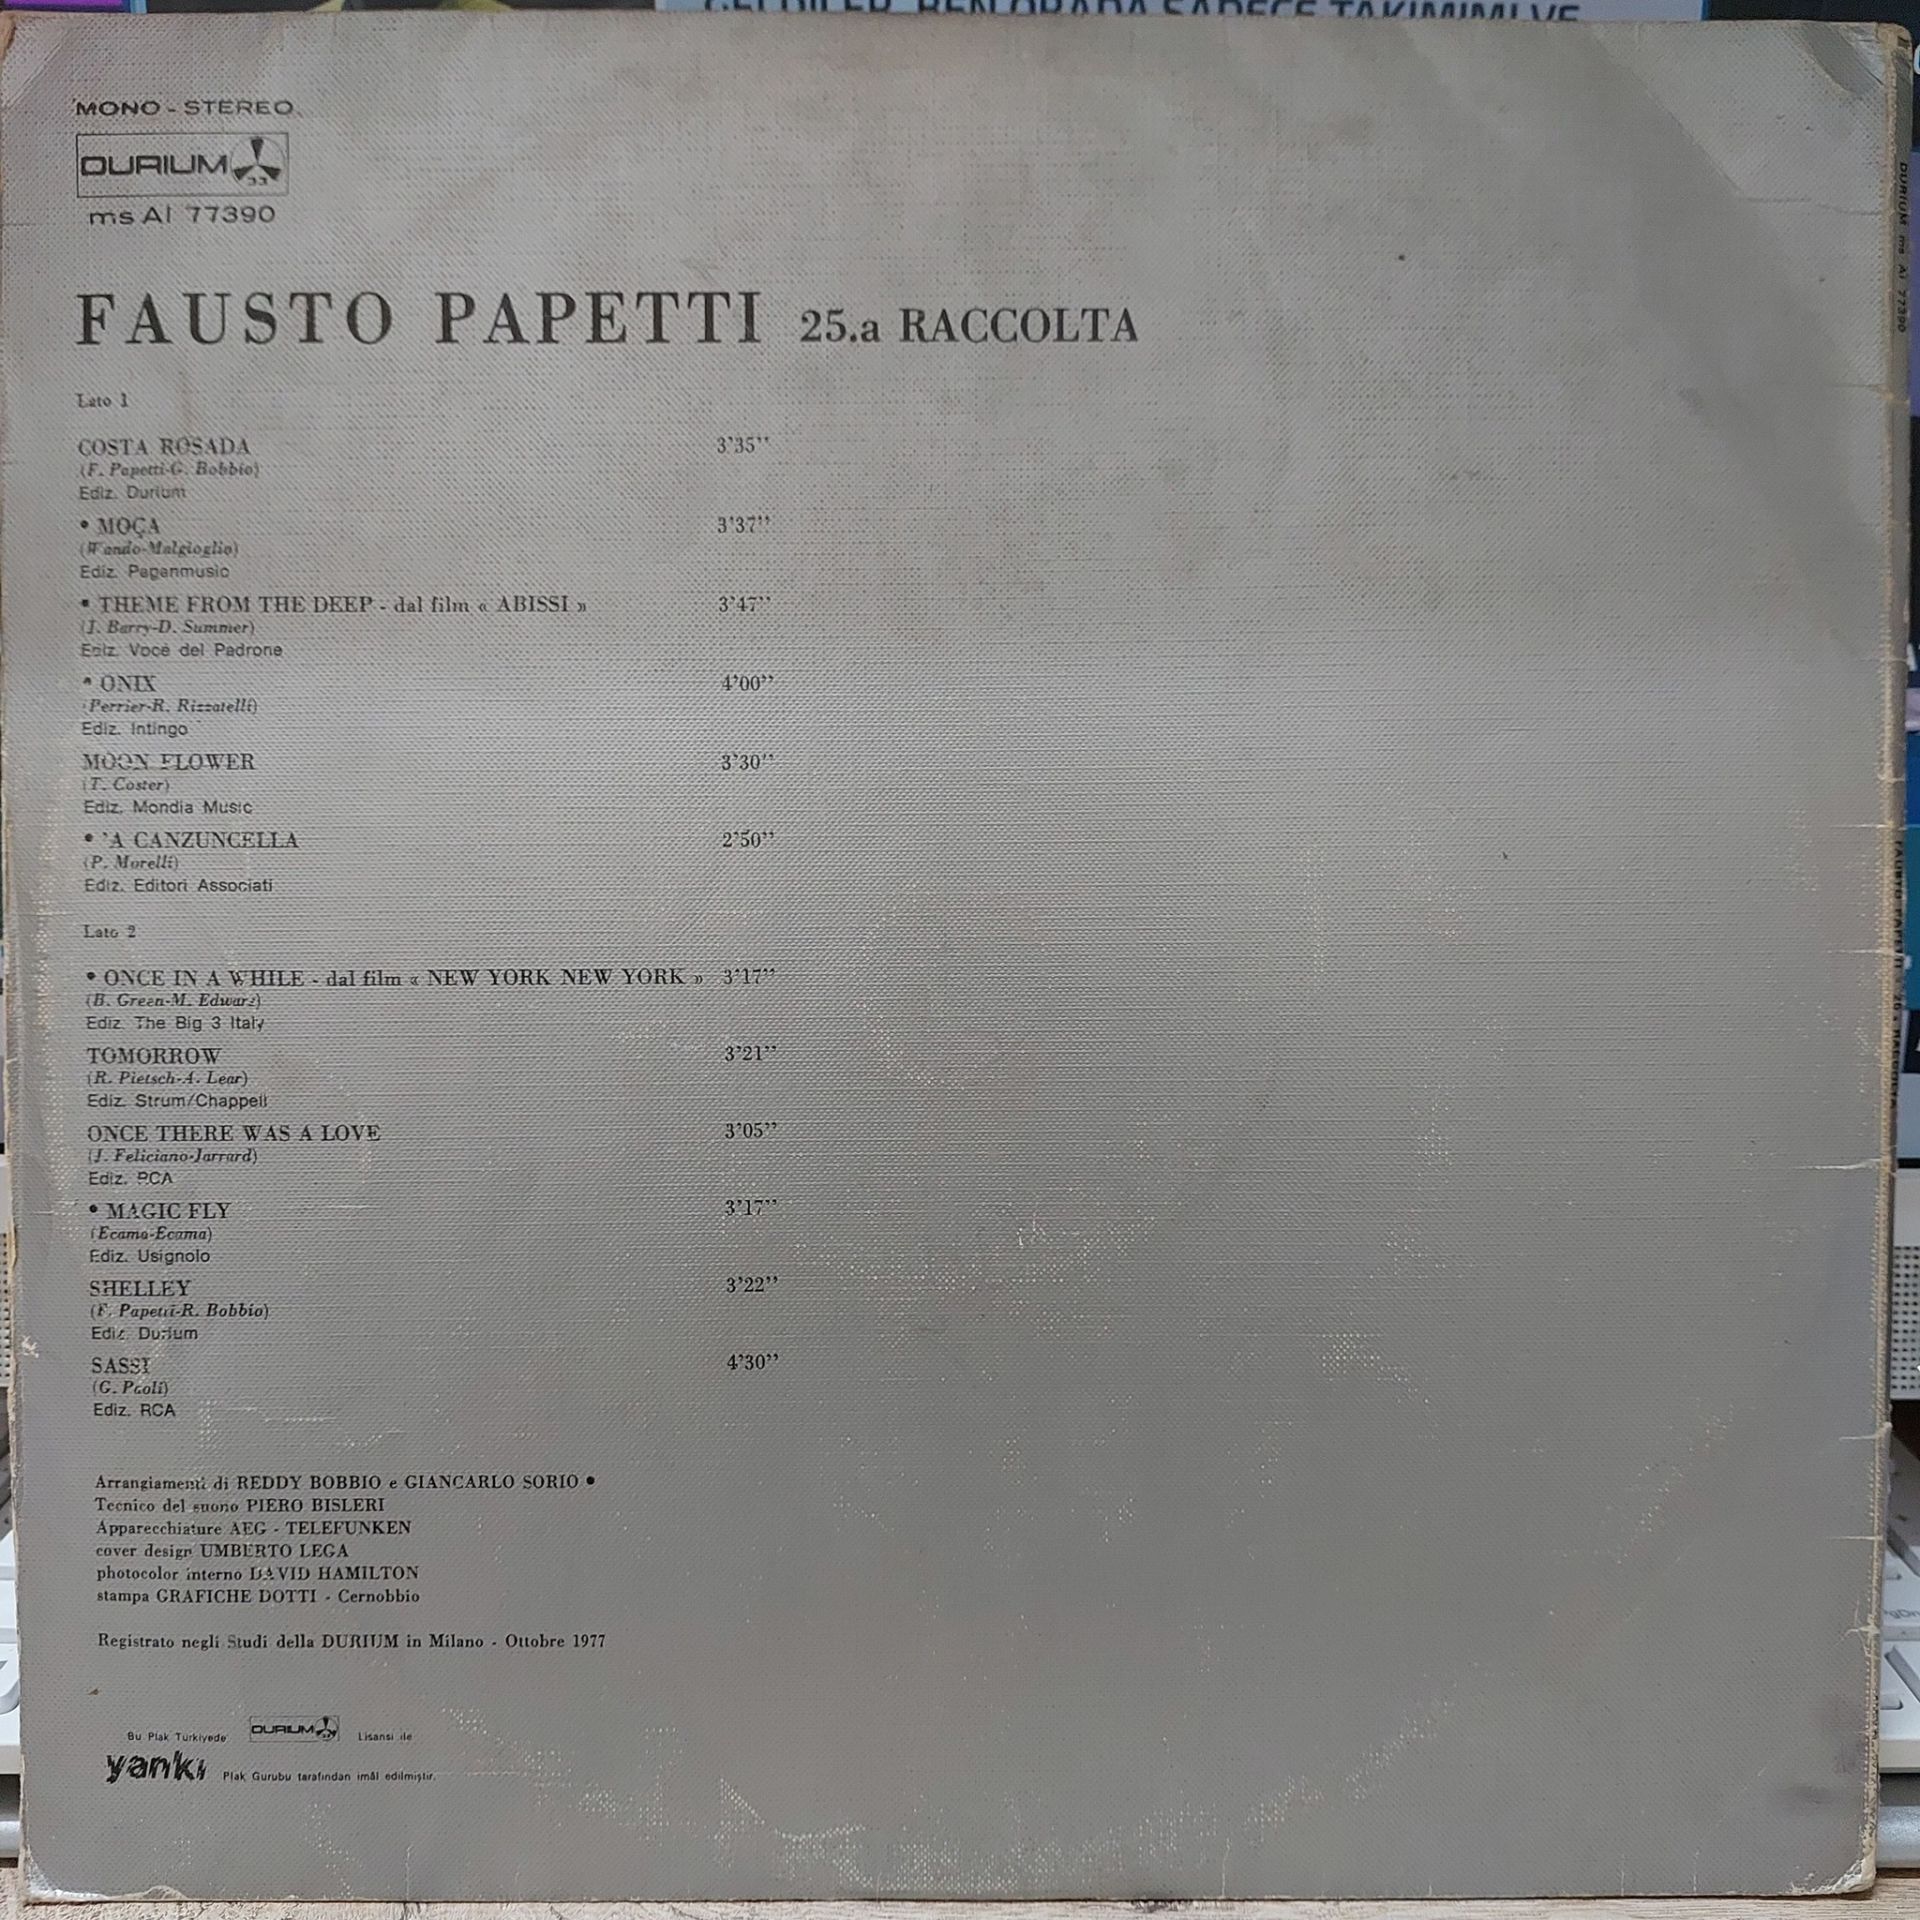 MONO - STEREO
DURIUM 33
ms AI 77390
FAUSTO PAPETTI 25.a RACCOLTA
Lato 1
COSTA ROSADA 3'35''
(F. Papetti-G. Bobbio)
Ediz. Durium
• MOÇA 3'37''
(Wando-Malgioglio)
Ediz. Paganmusic
• THEME FROM THE DEEP - dal film « ABISSI » 3'47''
(J. Barry-D. Summer)
Ediz. Voce del Padrone
• ONIX 4'00''
(Perrier-R. Rizzatelli)
Ediz. Intingo
MOON FLOWER 3'30''
(T. Coster)
Ediz. Mondia Music
• 'A CANZUNCELLA 2'50''
(P. Morelli)
Ediz. Editori Associati
Lato 2
• ONCE IN A WHILE - dal film « NEW YORK NEW YORK » 3'17''
(B. Green-M. Edwarz)
Ediz. The Big 3 Italy
TOMORROW 3'21''
(R. Pietsch-A. Lear)
Ediz. Strum/Chappell
ONCE THERE WAS A LOVE 3'05''
(J. Feliciano-Jarrard)
Ediz. RCA
• MAGIC FLY 3'17''
(Ecama-Ecama)
Ediz. Usignolo
SHELLEY 3'22''
(F. Papetti-R. Bobbio)
Ediz. Durium
SASSI 4'30''
(G. Paoli)
Ediz. RCA
Arrangiamenti di REDDY BOBBIO e GIANCARLO SORIO •
Tecnico del suono PIERO BISLERI
Apparecchiature AEG - TELEFUNKEN
cover design UMBERTO LEGA
photocolor interno DAVID HAMILTON
stampa GRAFICHE DOTTI - Cernobbio
Registrato negli Studi della DURIUM in Milano - Ottobre 1977
Bu Plak Türkiyede DURIUM 33 Lisansı ile
yankı Plak Gurubu tarafından imâl edilmiştir.
DURIUM ms AI 77390